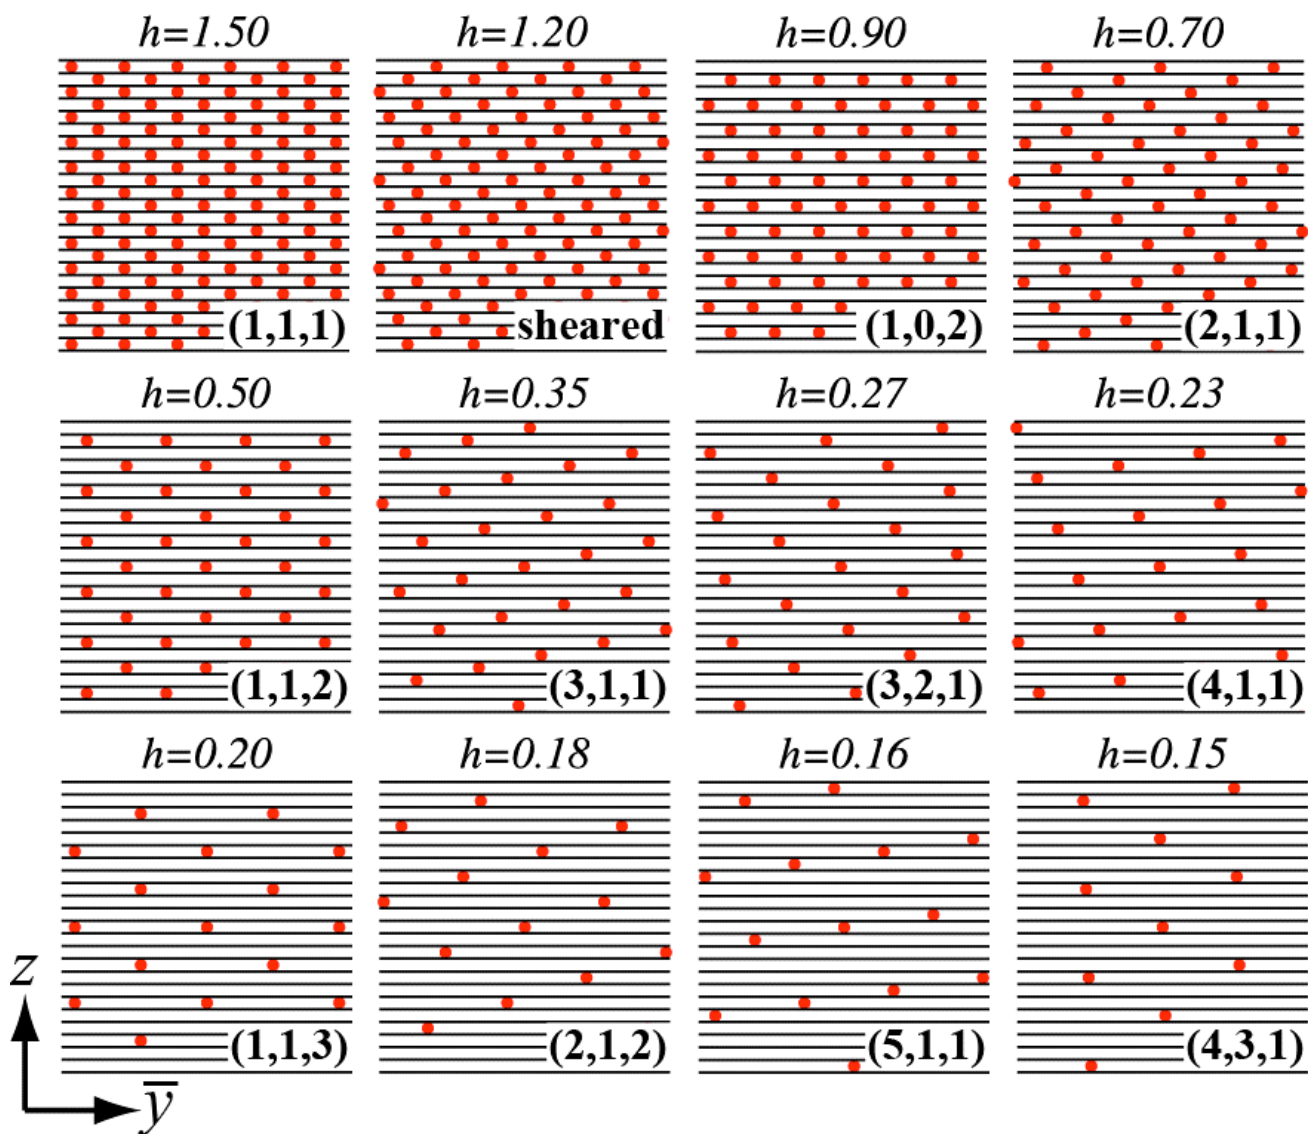 h=1.50 h=1.20 h=0.90 h=0.70
(1,1,1) sheared (1,0,2) (2,1,1)
h=0.50 h=0.35 h=0.27 h=0.23
(1,1,2) (3,1,1) (3,2,1) (4,1,1)
h=0.20 h=0.18 h=0.16 h=0.15
z
(1,1,3) (2,1,2) (5,1,1) (4,3,1)
y̅